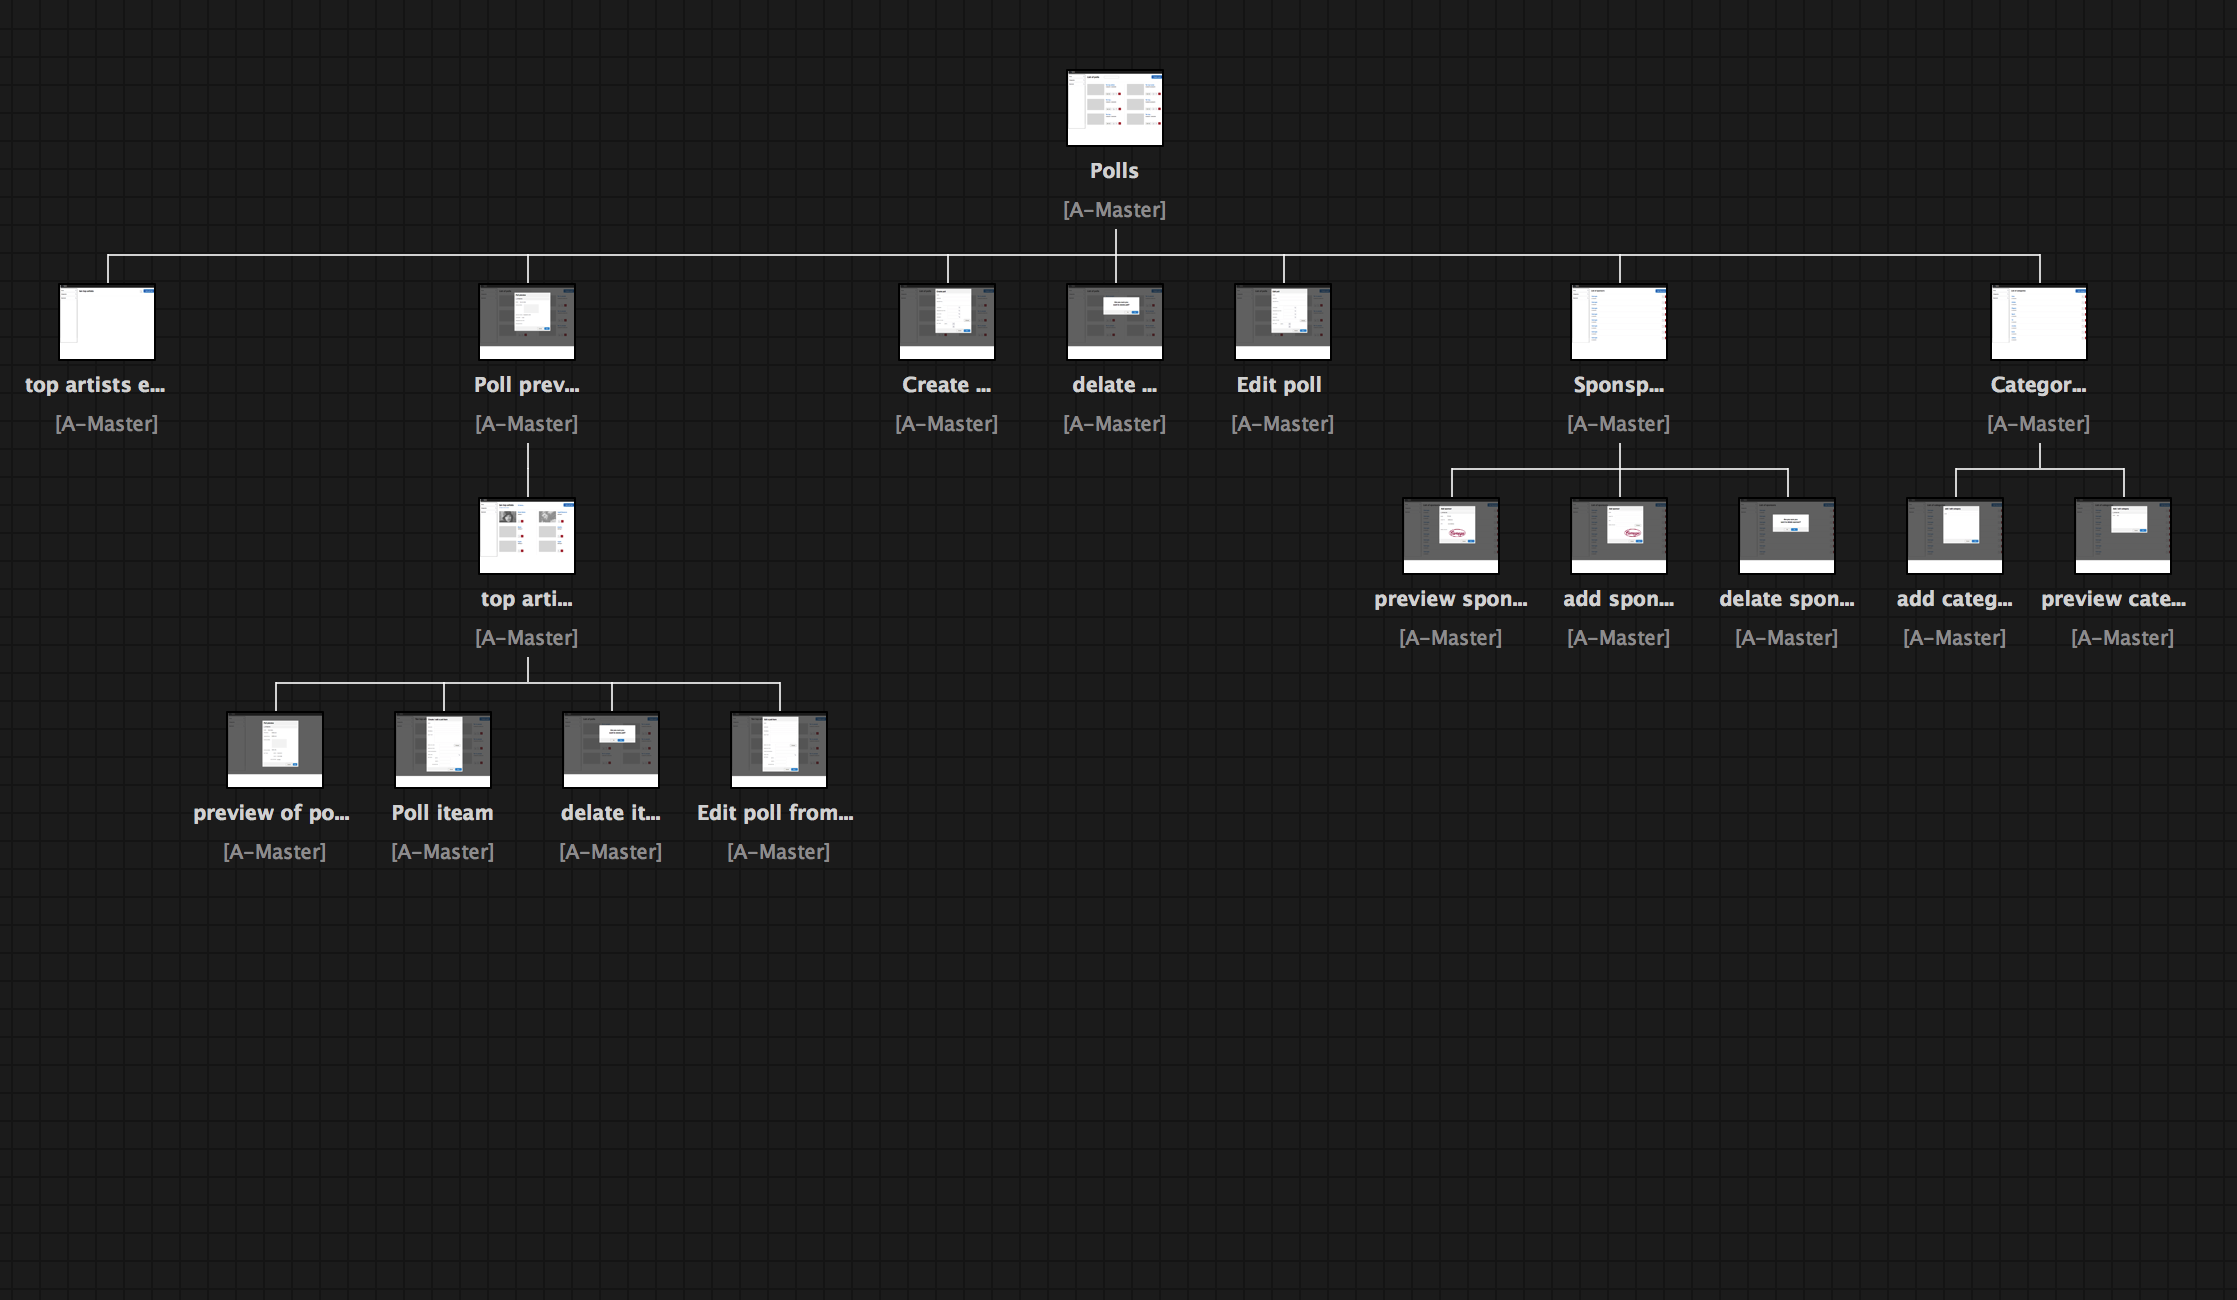 Polls
[A-Master]
top artists e...
Poll prev...
Create ...
delate ...
Edit poll
Sponsp...
Categor...
[A-Master]
[A-Master]
[A-Master]
[A-Master]
[A-Master]
[A-Master]
[A-Master]
top arti...
preview spon...
add spon...
delate spon...
add categ...
preview cate...
[A-Master]
[A-Master]
[A-Master]
[A-Master]
[A-Master]
[A-Master]
preview of po...
Poll iteam
delate it...
Edit poll from...
[A-Master]
[A-Master]
[A-Master]
[A-Master]